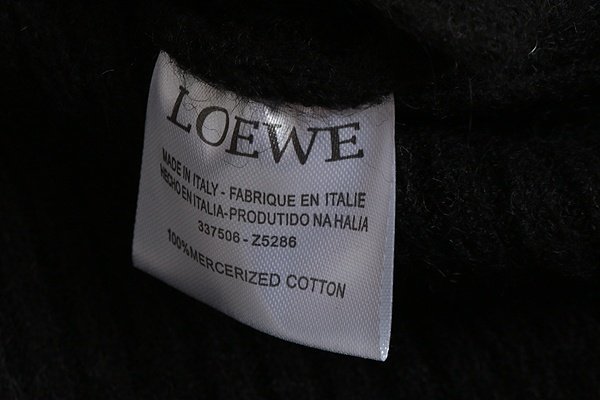 LOEWE
MADE IN ITALY - FABRIQUE EN ITALIE
HECHO EN ITALIA-PRODUTIDO NA HALIA
337506-Z5286
100%MERCERIZED COTTON